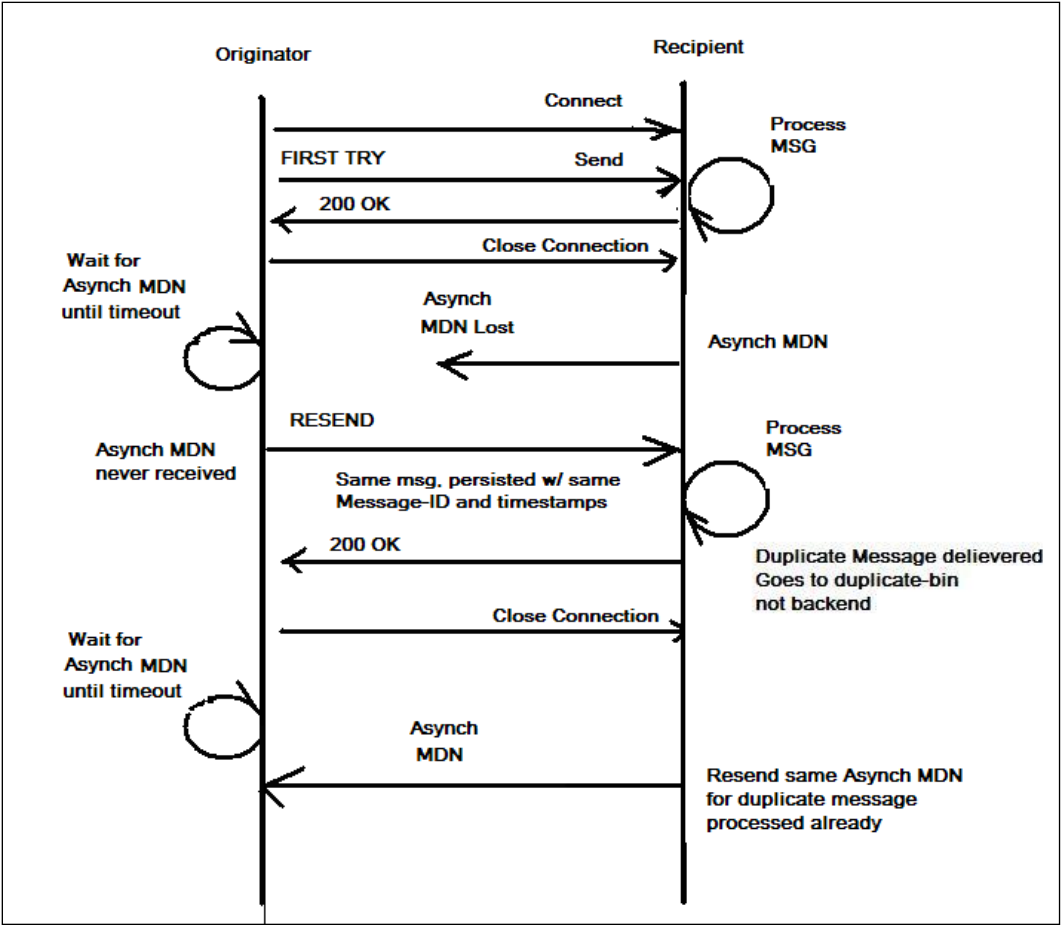 Originator
Recipient
Connect
Process
MSG
FIRST TRY
Send
200 OK
Close Connection
Wait for
Asynch MDN
until timeout
Asynch
MDN Lost
Asynch MDN
RESEND
Process
MSG
Asynch MDN
never received
Same msg, persisted w/ same
Message-ID and timestamps
200 OK
Duplicate Message delievered
Goes to duplicate-bin
not backend
Close Connection
Wait for
Asynch MDN
until timeout
Asynch
MDN
Resend same Asynch MDN
for duplicate message
processed already